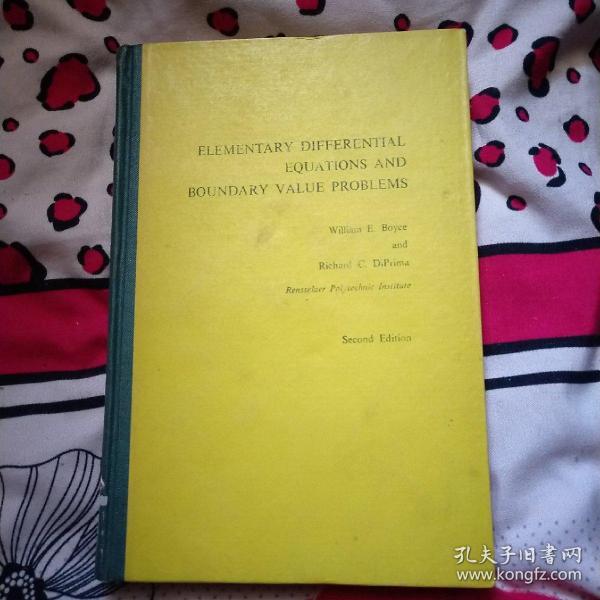 ELEMENTARY DIFFERENTIAL
EQUATIONS AND
BOUNDARY VALUE PROBLEMS
William E. Boyce
and
Richard C. DiPrima
Rensselaer Polytechnic Institute
Second Edition
孔夫子旧書网
www.kongfz.com